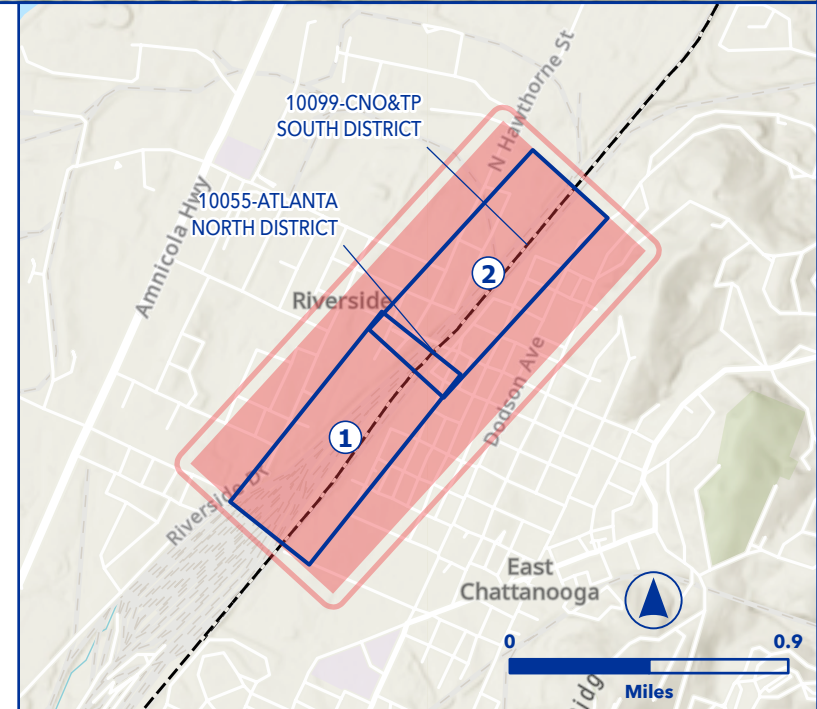 N Hawthorne St
10099-CNO&TP
SOUTH DISTRICT
Amnicola Hwy
10055-ATLANTA
NORTH DISTRICT
2
Riverside
Dodson Ave
1
Riverside Dr
East
Chattanooga
0
0.9
Miles
idg